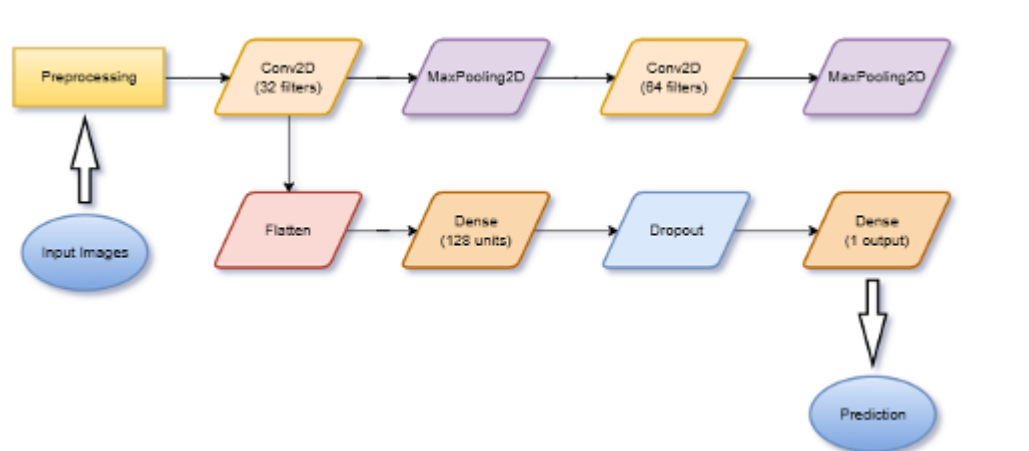 Preprocessing
Conv2D
(32 filters)
MaxPooling2D
Conv2D
(64 filters)
MaxPooling2D
Input Images
Flatten
Dense
(128 units)
Dropout
Dense
(1 output)
Prediction